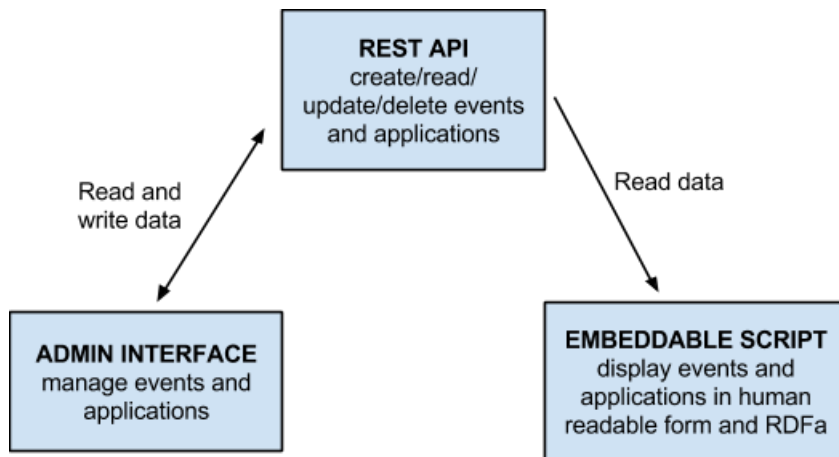 REST API
create/read/
update/delete events
and applications
Read and
write data
Read data
ADMIN INTERFACE
manage events and
applications
EMBEDDABLE SCRIPT
display events and
applications in human
readable form and RDFa